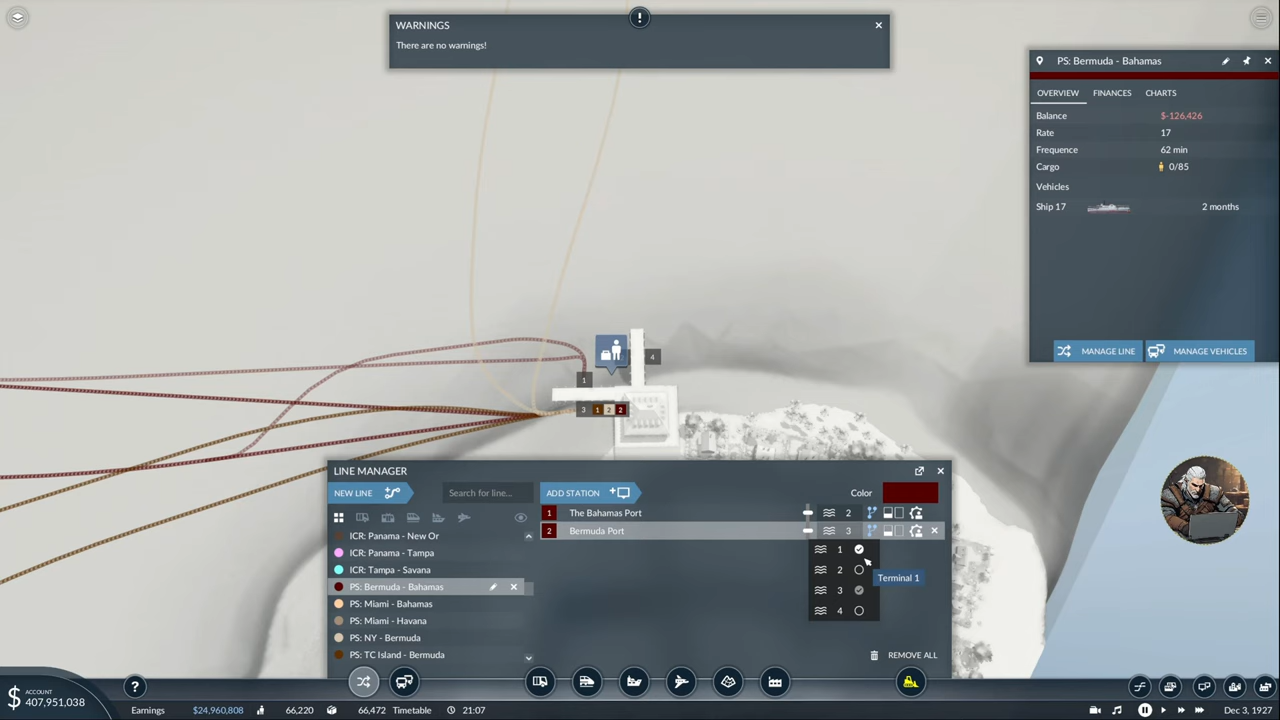 WARNINGS
There are no warnings!
PS: Bermuda - Bahamas
OVERVIEW FINANCES CHARTS
Balance $-126,426
Rate 17
Frequence 62 min
Cargo 0/85
Vehicles
Ship 17 2 months
MANAGE LINE MANAGE VEHICLES
4
1
3 1 2 2
LINE MANAGER
NEW LINE Search for line... ADD STATION Color
1 The Bahamas Port 2
2 Bermuda Port 3
1
2
3
4
Terminal 1
ICR: Panama - New Or
ICR: Panama - Tampa
ICR: Tampa - Savana
PS: Bermuda - Bahamas
PS: Miami - Bahamas
PS: Miami - Havana
PS: NY - Bermuda
PS: TC Island - Bermuda
REMOVE ALL
$ ACCOUNT
407,951,038
?
Earnings $24,960,808 66,220 66,472 Timetable 21:07 Dec 3, 1927